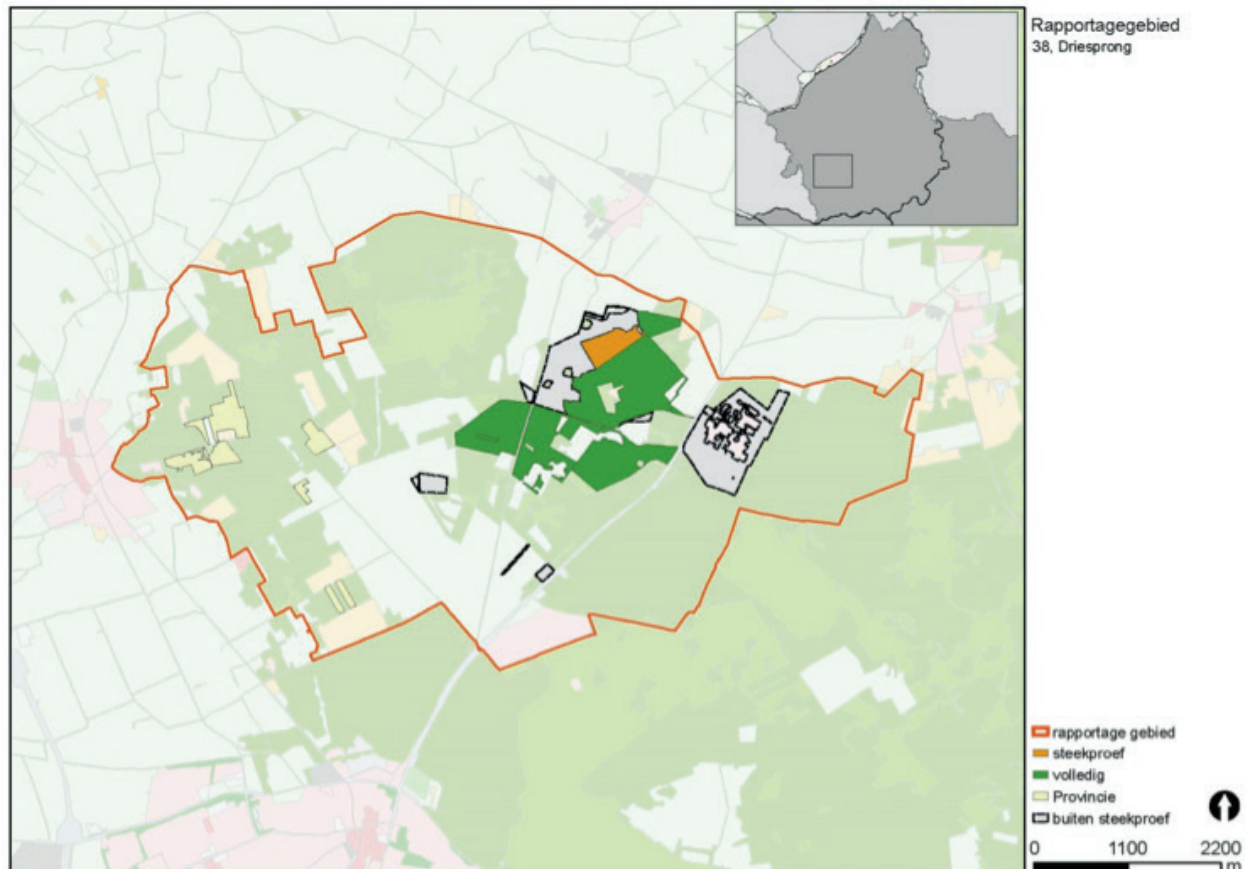 Rapportagegebied
38, Driesprong
rapportage gebied
steekproef
volledig
Provincie
buiten steekproef
0 1100 2200
m